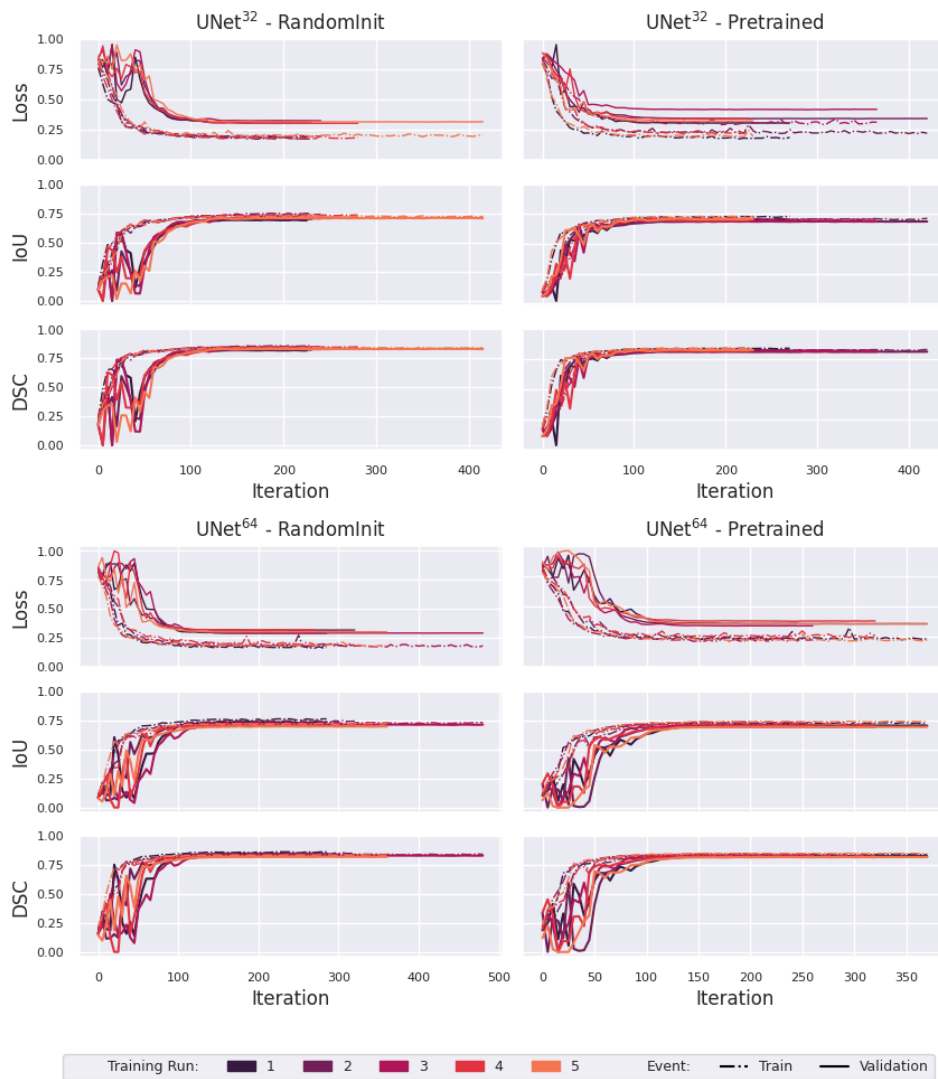 UNet³² - RandomInit
UNet³² - Pretrained
1.00
0.75
0.50
0.25
0.00
Loss
1.00
0.75
0.50
0.25
0.00
IoU
1.00
0.75
0.50
0.25
0.00
DSC
0 100 200 300 400
0 100 200 300 400
Iteration
Iteration
UNet⁶⁴ - RandomInit
UNet⁶⁴ - Pretrained
1.00
0.75
0.50
0.25
0.00
Loss
1.00
0.75
0.50
0.25
0.00
IoU
1.00
0.75
0.50
0.25
0.00
DSC
0 100 200 300 400 500
0 50 100 150 200 250 300 350
Iteration
Iteration
Training Run: 1 2 3 4 5 Event: Train Validation